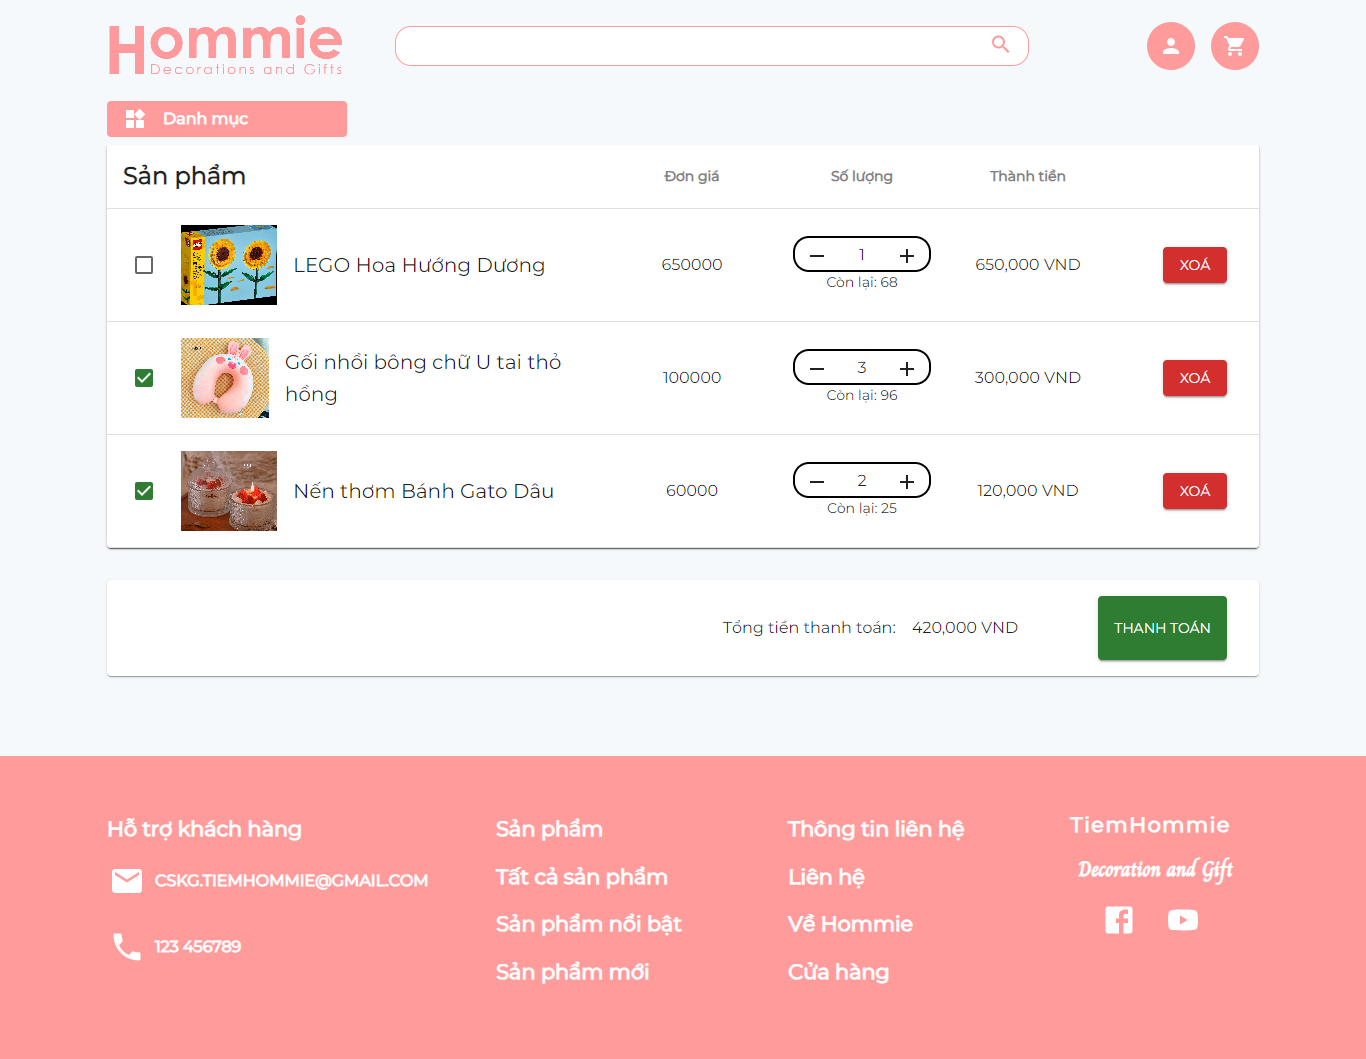 Hommie
Decorations and Gifts
Danh mục
Sản phẩm
Đơn giá
Số lượng
Thành tiền
LEGO Hoa Hướng Dương
650000
1
Còn lại: 68
650,000 VND
XOÁ
Gối nhồi bông chữ U tai thỏ
hồng
100000
3
Còn lại: 96
300,000 VND
XOÁ
Nến thơm Bánh Gato Dâu
60000
2
Còn lại: 25
120,000 VND
XOÁ
Tổng tiền thanh toán: 420,000 VND
THANH TOÁN
Hỗ trợ khách hàng
CSKG.TIEMHOMMIE@GMAIL.COM
123 456789
Sản phẩm
Tất cả sản phẩm
Sản phẩm nổi bật
Sản phẩm mới
Thông tin liên hệ
Liên hệ
Về Hommie
Cửa hàng
TiemHommie
Decoration and Gift